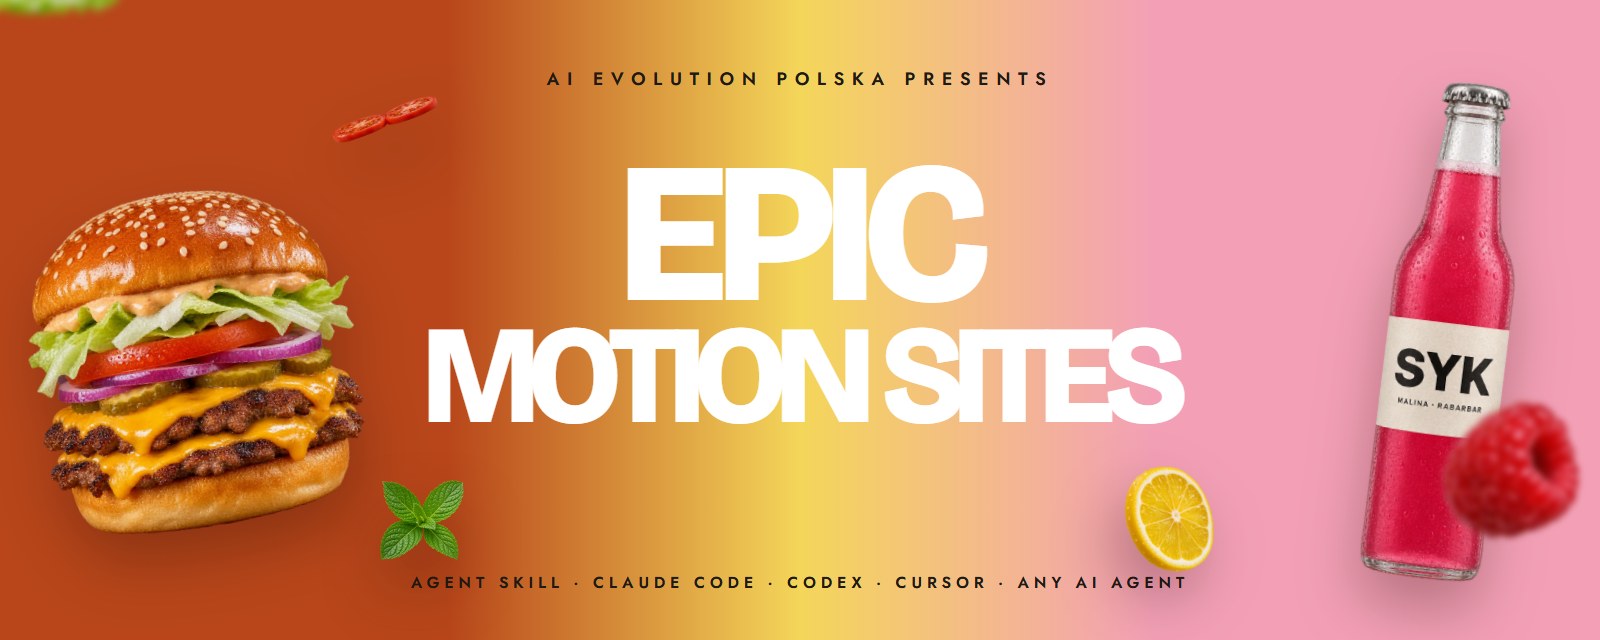 AI EVOLUTION POLSKA PRESENTS
EPIC
MOTION SITES
SYK
MALINA · RABARBAR
AGENT SKILL · CLAUDE CODE · CODEX · CURSOR · ANY AI AGENT